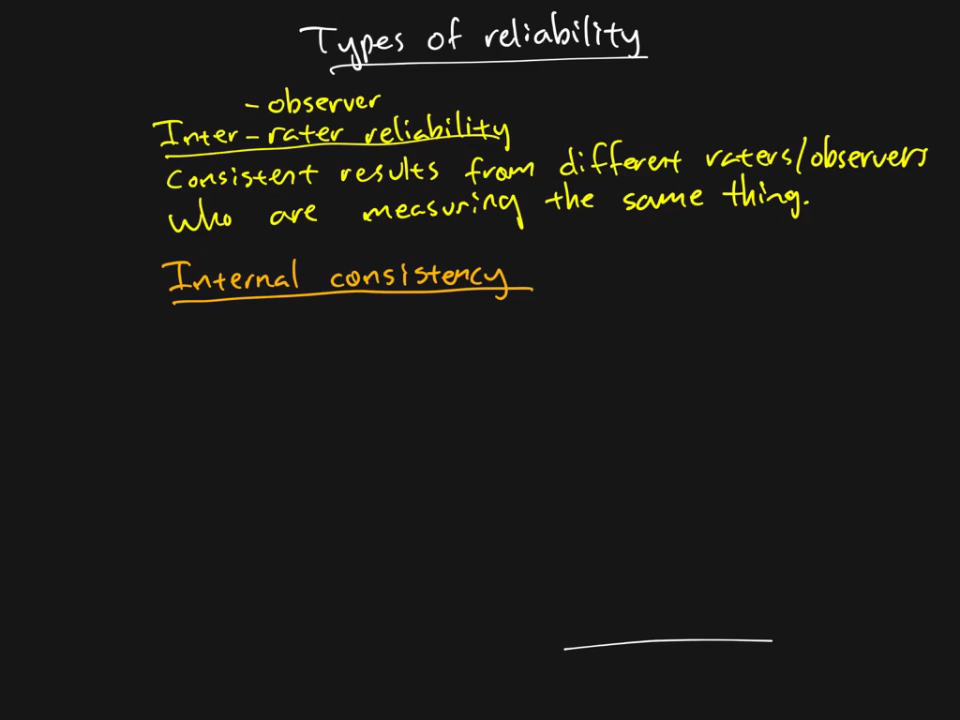 Types of reliability
- observer
Inter - rater reliability
Consistent results from different raters/observers
who are measuring the same thing.
Internal consistency